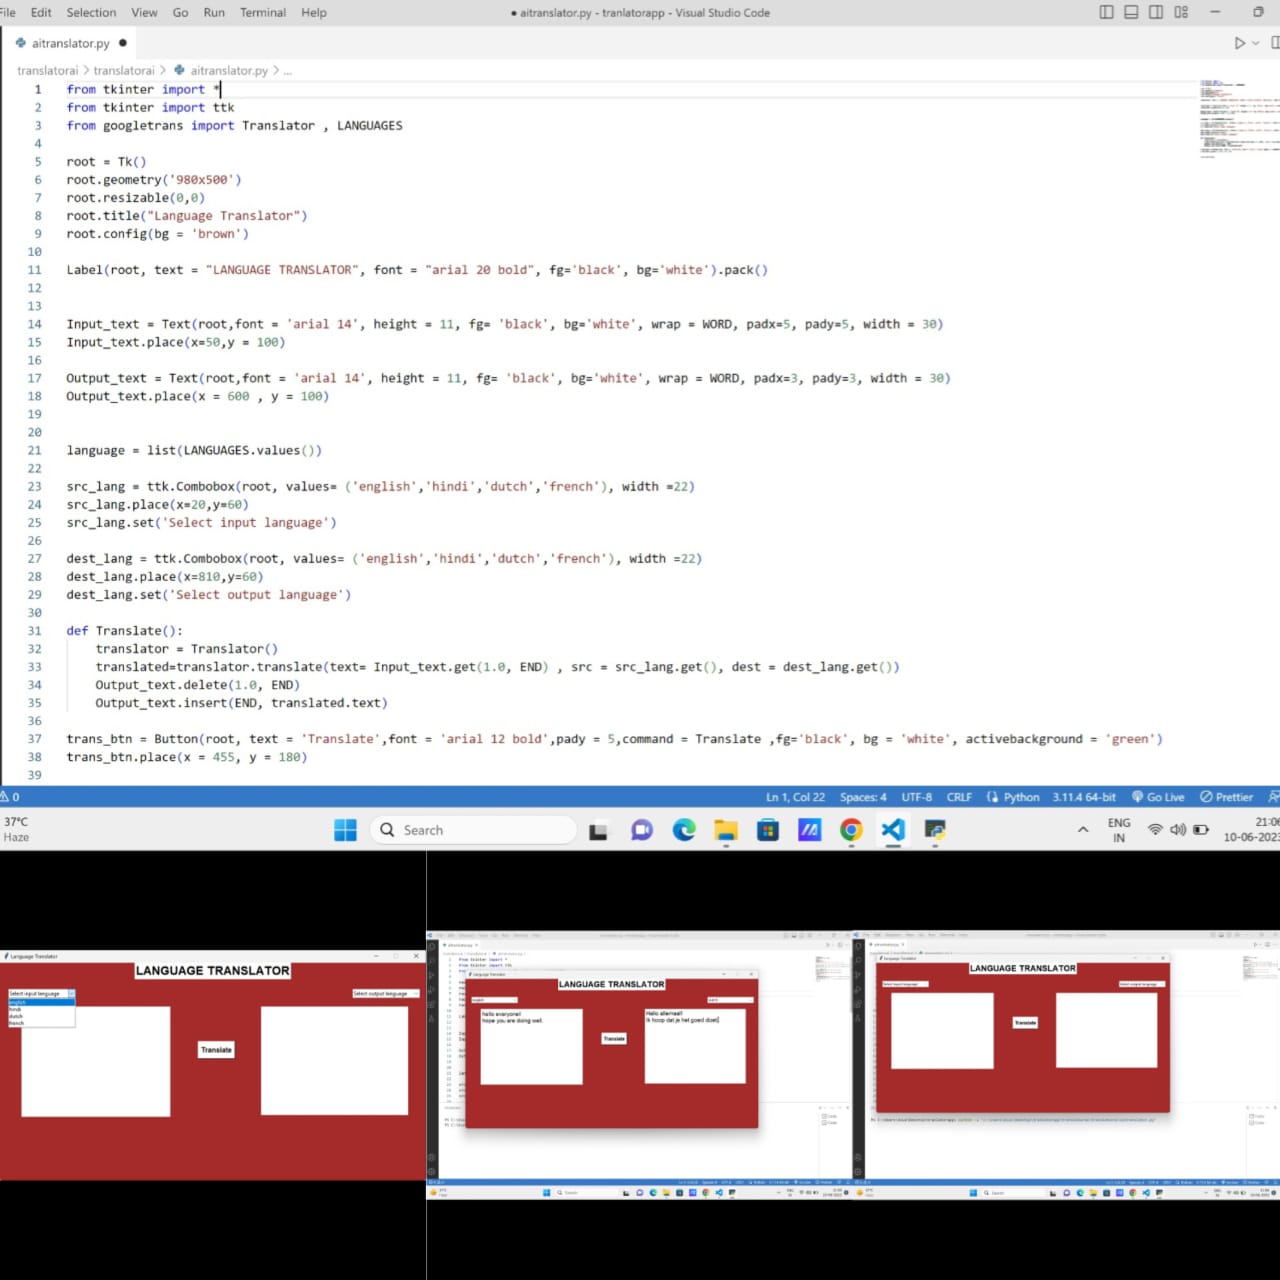 File Edit Selection View Go Run Terminal Help
● aitranslator.py - tranlatorapp - Visual Studio Code
aitranslator.py ●
translatorai > translatorai > aitranslator.py > ...
1 from tkinter import *
2 from tkinter import ttk
3 from googletrans import Translator , LANGUAGES
4
5 root = Tk()
6 root.geometry('980x500')
7 root.resizable(0,0)
8 root.title("Language Translator")
9 root.config(bg = 'brown')
10
11 Label(root, text = "LANGUAGE TRANSLATOR", font = "arial 20 bold", fg='black', bg='white').pack()
12
13
14 Input_text = Text(root,font = 'arial 14', height = 11, fg= 'black', bg='white', wrap = WORD, padx=5, pady=5, width = 30)
15 Input_text.place(x=50,y = 100)
16
17 Output_text = Text(root,font = 'arial 14', height = 11, fg= 'black', bg='white', wrap = WORD, padx=3, pady=3, width = 30)
18 Output_text.place(x = 600 , y = 100)
19
20
21 language = list(LANGUAGES.values())
22
23 src_lang = ttk.Combobox(root, values= ('english','hindi','dutch','french'), width =22)
24 src_lang.place(x=20,y=60)
25 src_lang.set('Select input language')
26
27 dest_lang = ttk.Combobox(root, values= ('english','hindi','dutch','french'), width =22)
28 dest_lang.place(x=810,y=60)
29 dest_lang.set('Select output language')
30
31 def Translate():
32 translator = Translator()
33 translated=translator.translate(text= Input_text.get(1.0, END) , src = src_lang.get(), dest = dest_lang.get())
34 Output_text.delete(1.0, END)
35 Output_text.insert(END, translated.text)
36
37 trans_btn = Button(root, text = 'Translate',font = 'arial 12 bold',pady = 5,command = Translate ,fg='black', bg = 'white', activebackground = 'green')
38 trans_btn.place(x = 455, y = 180)
39
0 Ln 1, Col 22 Spaces: 4 UTF-8 CRLF Python 3.11.4 64-bit Go Live Prettier
37°C
Haze
Search
ENG
IN
21:06
10-06-2023
Language Translator
LANGUAGE TRANSLATOR
Select input language
Select output language
english
hindi
dutch
french
Translate
Language Translator
LANGUAGE TRANSLATOR
english
dutch
hello everyone!!
hope you are doing well.
Hallo allemaal!
Ik hoop dat je het goed doet
Translate
Language Translator
LANGUAGE TRANSLATOR
Select input language
Select output language
Translate